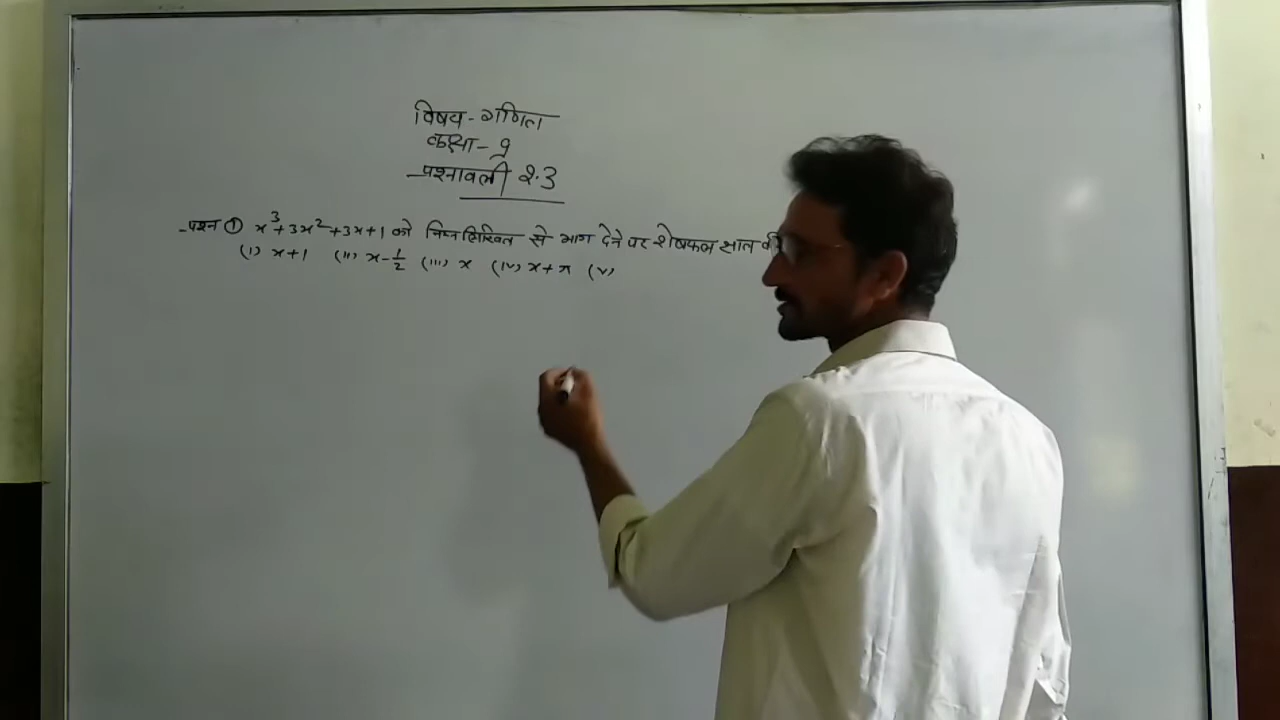 विषय - गणित
कक्षा - 9
प्रश्नावली 2.3
प्रश्न ① x³+3x²+3x+1 को निम्नलिखित से भाग देने पर शेषफल ज्ञात
(i) x+1 (ii) x-1/2 (iii) x (iv) x+π (v)